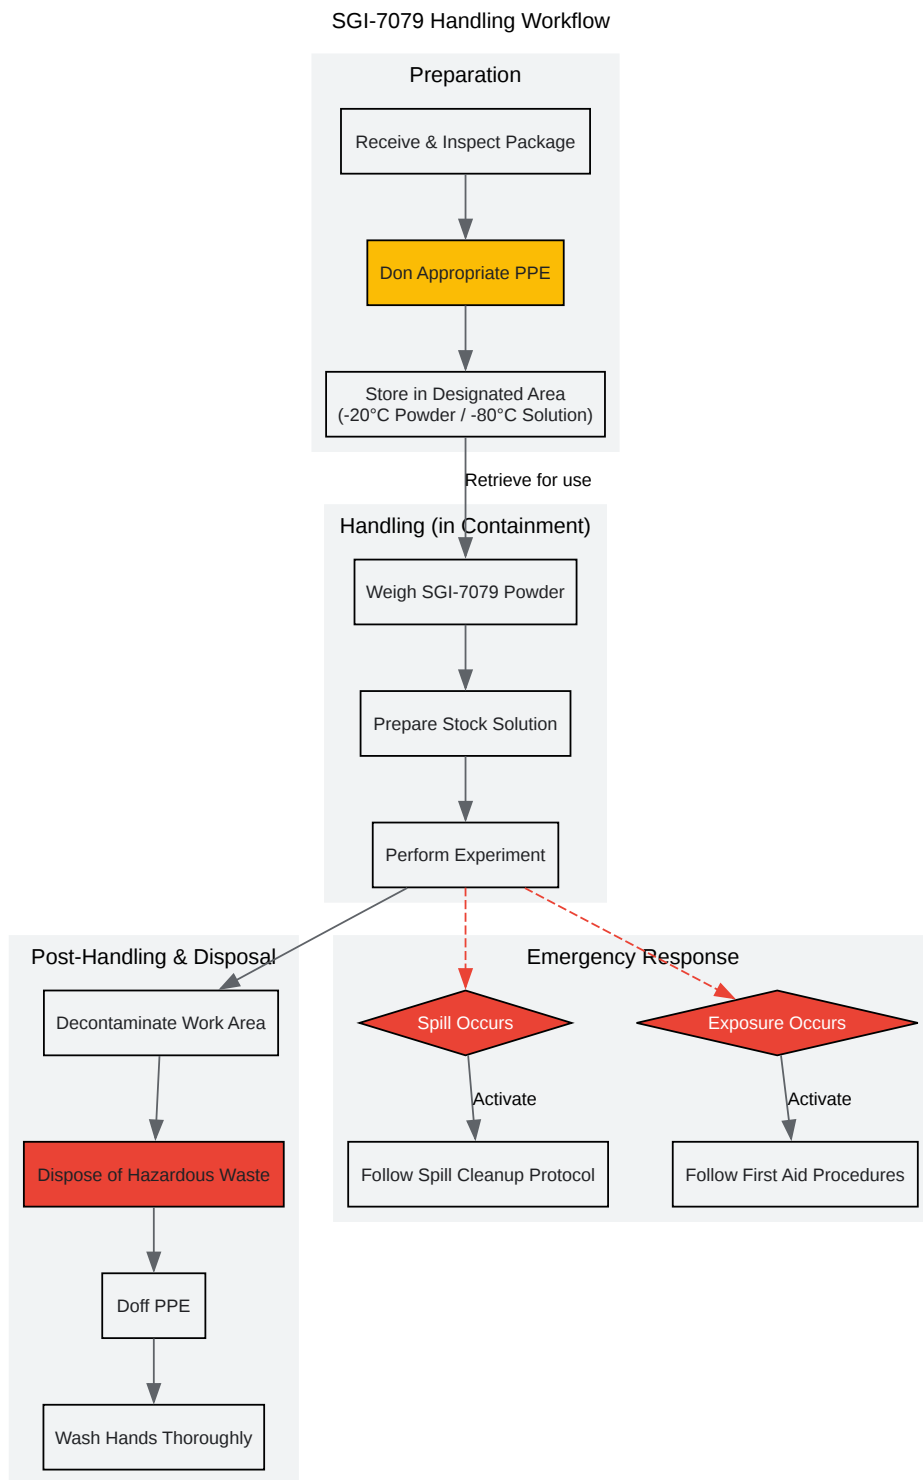 SGI-7079 Handling Workflow
Preparation
Receive & Inspect Package
Don Appropriate PPE
Store in Designated Area
(-20°C Powder / -80°C Solution)
Retrieve for use
Handling (in Containment)
Weigh SGI-7079 Powder
Prepare Stock Solution
Perform Experiment
Post-Handling & Disposal
Decontaminate Work Area
Dispose of Hazardous Waste
Doff PPE
Wash Hands Thoroughly
Emergency Response
Spill Occurs
Activate
Follow Spill Cleanup Protocol
Exposure Occurs
Activate
Follow First Aid Procedures